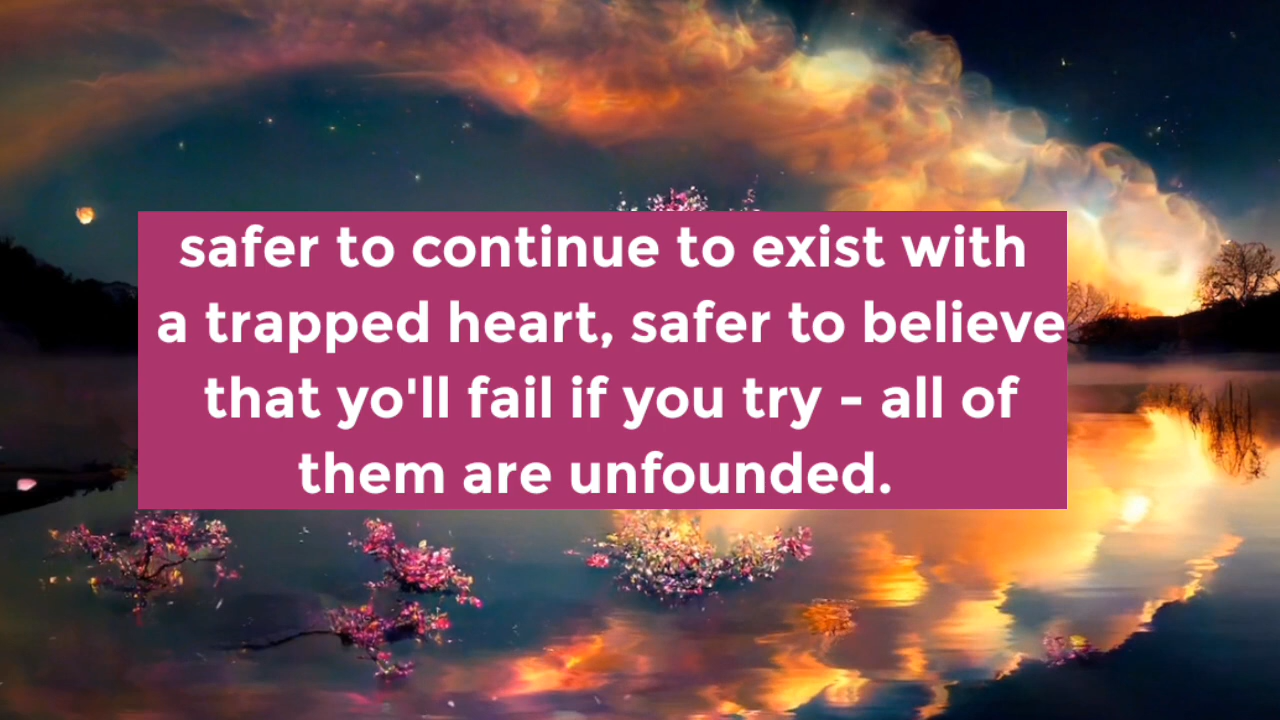 safer to continue to exist with
a trapped heart, safer to believe
that yo'll fail if you try - all of
them are unfounded.